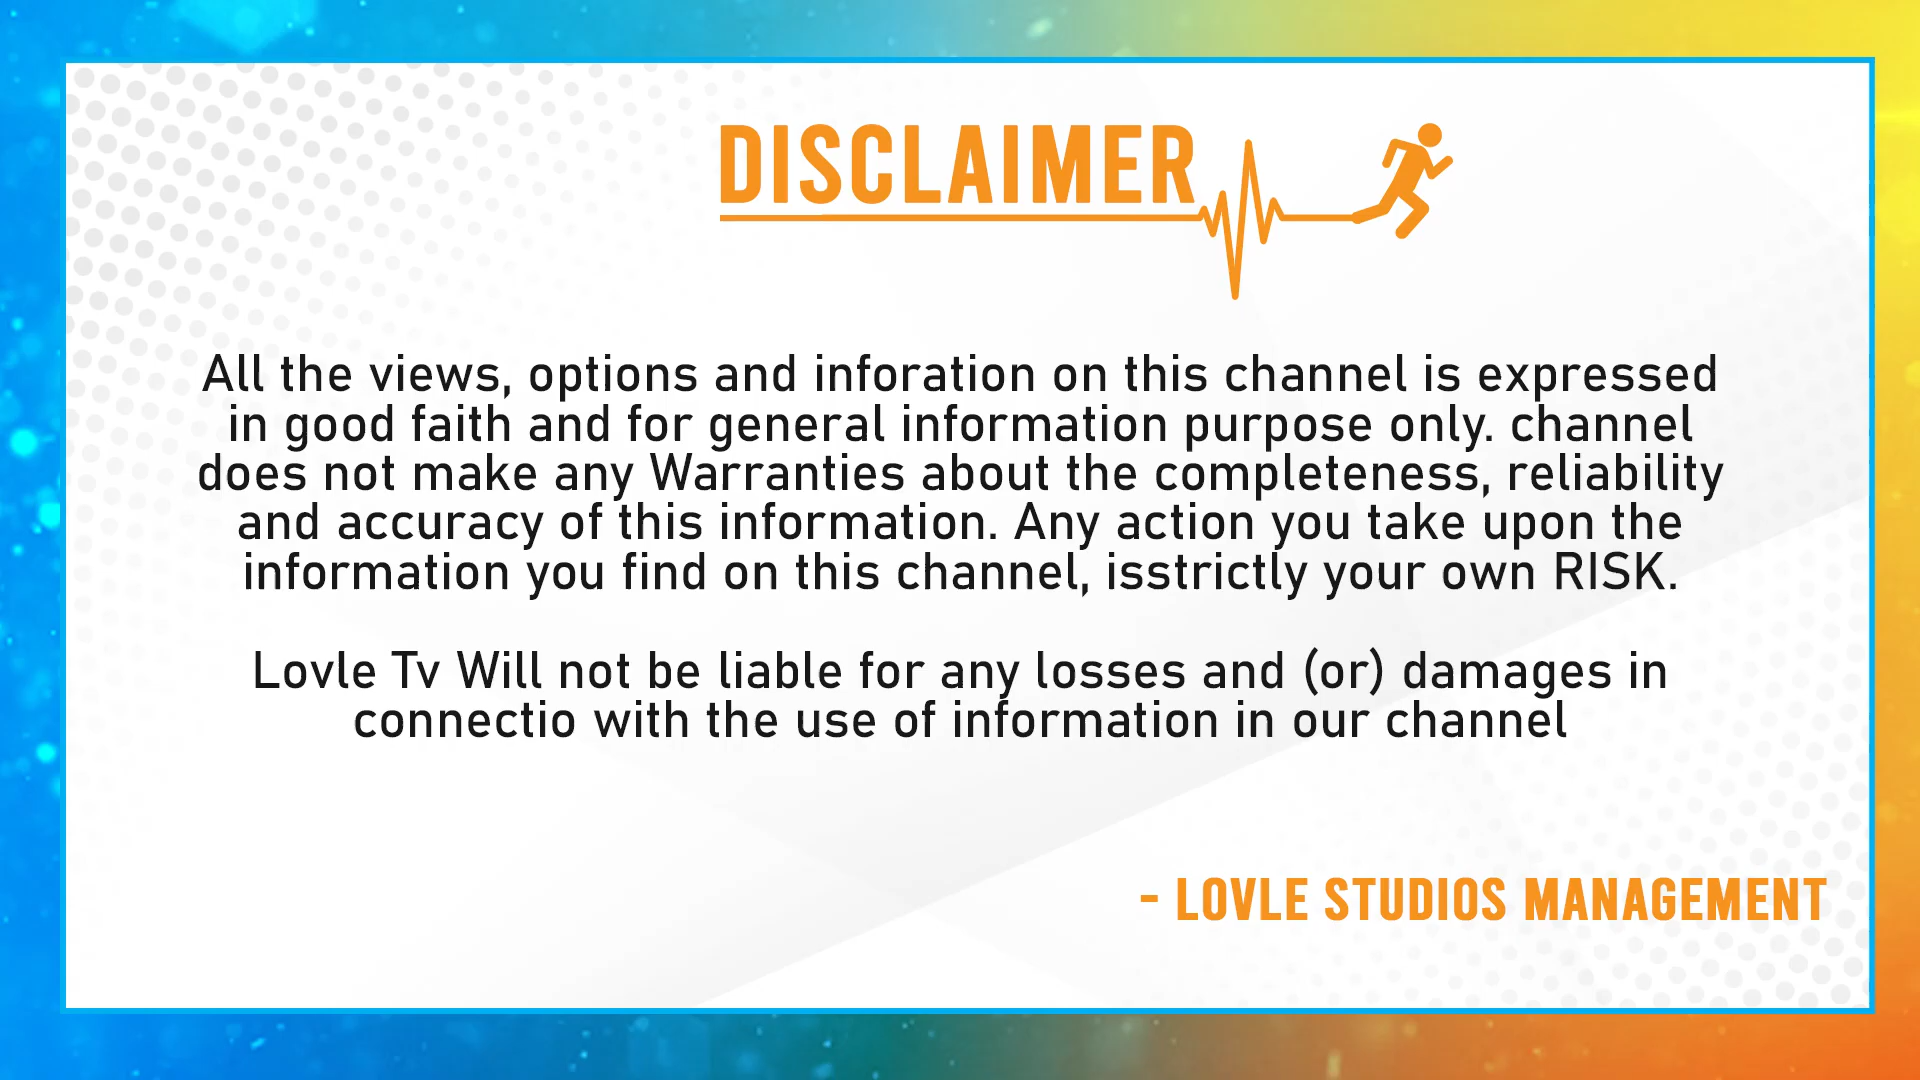 DISCLAIMER
All the views, options and inforation on this channel is expressed
in good faith and for general information purpose only. channel
does not make any Warranties about the completeness, reliability
and accuracy of this information. Any action you take upon the
information you find on this channel, isstrictly your own RISK.
Lovle Tv Will not be liable for any losses and (or) damages in
connectio with the use of information in our channel
- LOVLE STUDIOS MANAGEMENT